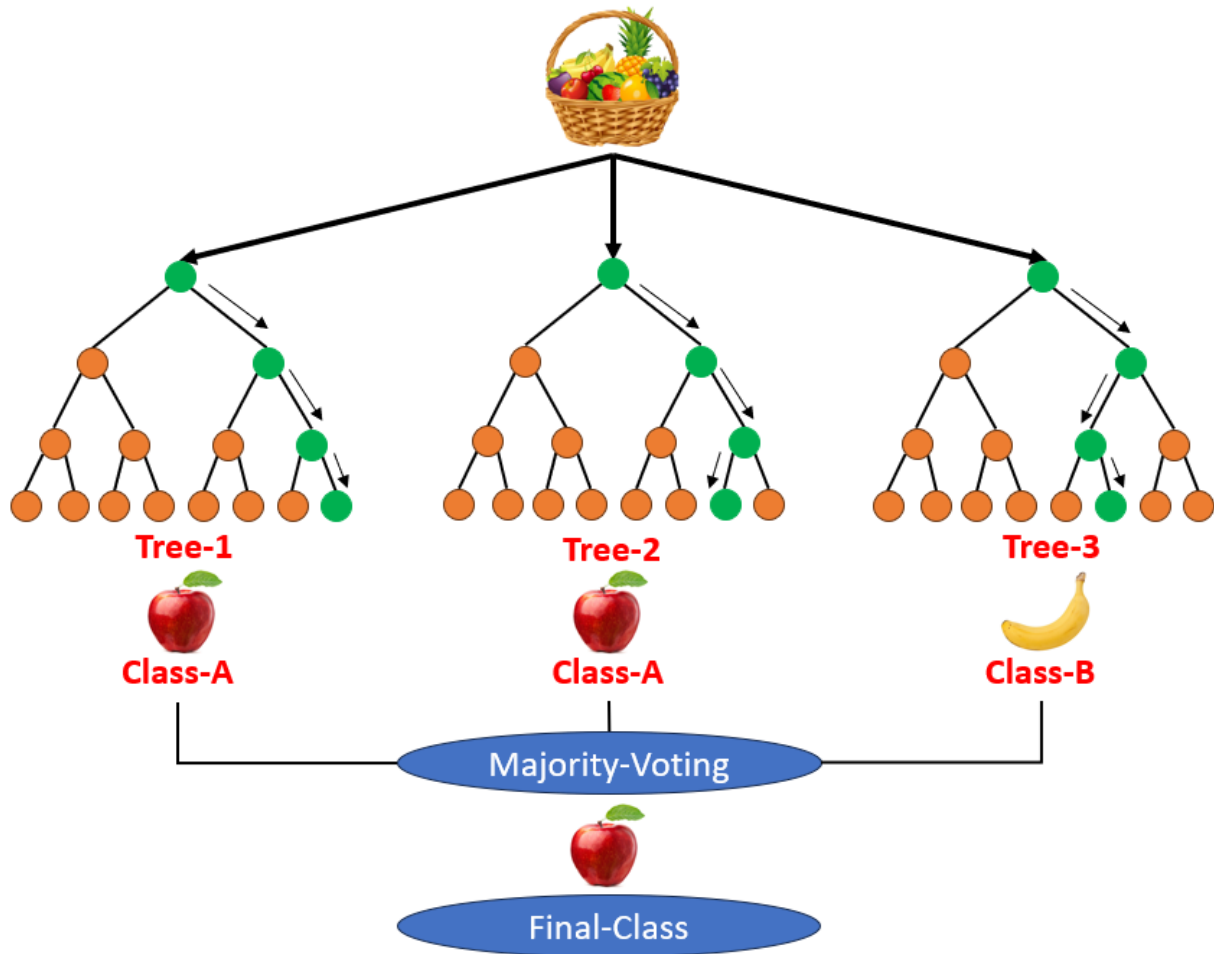 Tree-1
Tree-2
Tree-3
Class-A
Class-A
Class-B
Majority-Voting
Final-Class